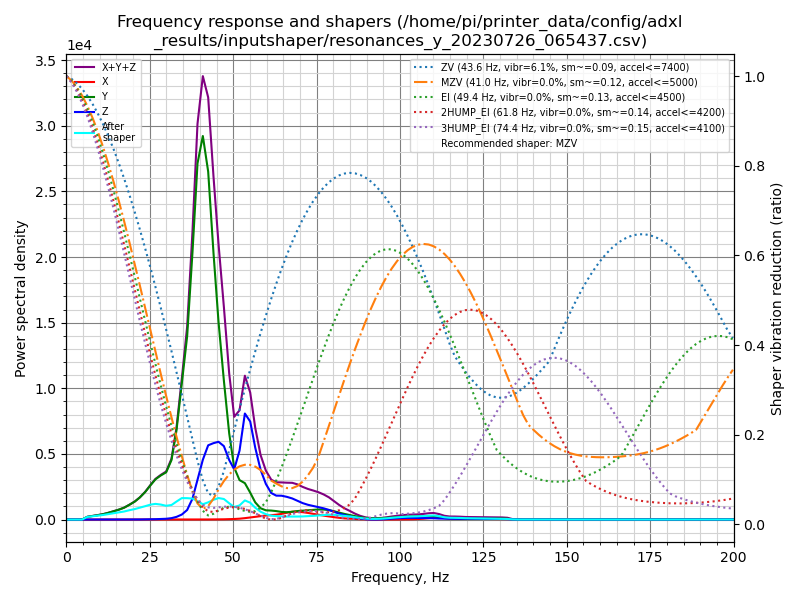 Frequency response and shapers (/home/pi/printer_data/config/adxl
_results/inputshaper/resonances_y_20230726_065437.csv)
1e4
3.5
3.0
2.5
2.0
1.5
1.0
0.5
0.0
Power spectral density
X+Y+Z
X
Y
Z
After
shaper
ZV (43.6 Hz, vibr=6.1%, sm~=0.09, accel<=7400)
MZV (41.0 Hz, vibr=0.0%, sm~=0.12, accel<=5000)
EI (49.4 Hz, vibr=0.0%, sm~=0.13, accel<=4500)
2HUMP_EI (61.8 Hz, vibr=0.0%, sm~=0.14, accel<=4200)
3HUMP_EI (74.4 Hz, vibr=0.0%, sm~=0.15, accel<=4100)
Recommended shaper: MZV
1.0
0.8
0.6
0.4
0.2
0.0
Shaper vibration reduction (ratio)
0 25 50 75 100 125 150 175 200
Frequency, Hz